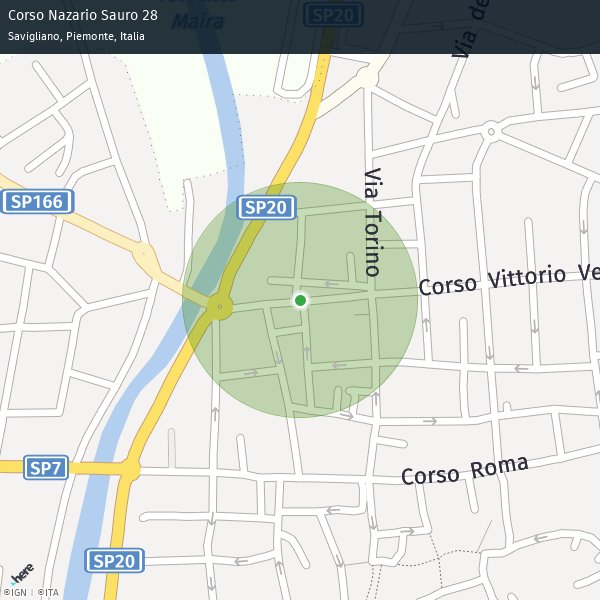 Corso Nazario Sauro 28
Savigliano, Piemonte, Italia
Maira
SP20
Via de
SP166
SP20
Via Torino
Corso Vittorio Ve
SP7
Corso Roma
SP20
here
©IGN | ©ITA